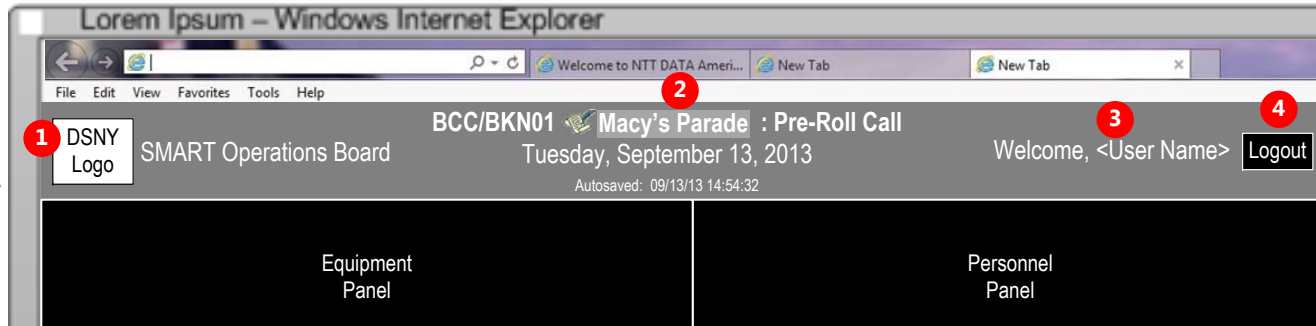 Lorem Ipsum – Windows Internet Explorer
Welcome to NTT DATA Ameri... New Tab New Tab
File Edit View Favorites Tools Help
2
BCC/BKN01 Macy's Parade : Pre-Roll Call
1
DSNY
Logo
SMART Operations Board
Tuesday, September 13, 2013
Autosaved: 09/13/13 14:54:32
3
Welcome, <User Name>
4
Logout
Equipment
Panel
Personnel
Panel